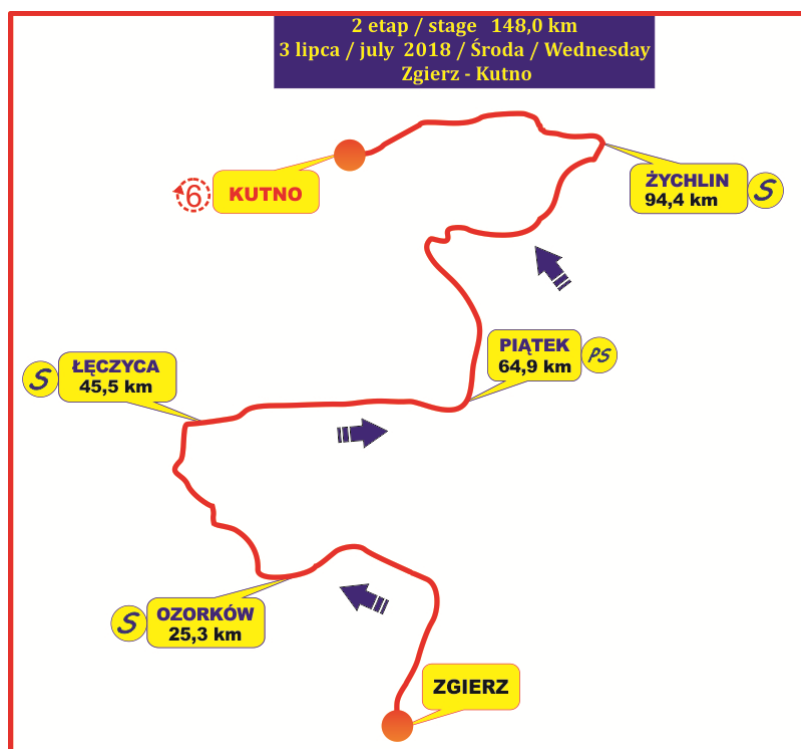 2 etap / stage 148,0 km
3 lipca / july 2018 / Środa / Wednesday
Zgierz - Kutno
6
KUTNO
ŻYCHLIN
94,4 km
S
PIĄTEK
64,9 km
PS
S
ŁĘCZYCA
45,5 km
S
OZORKÓW
25,3 km
ZGIERZ